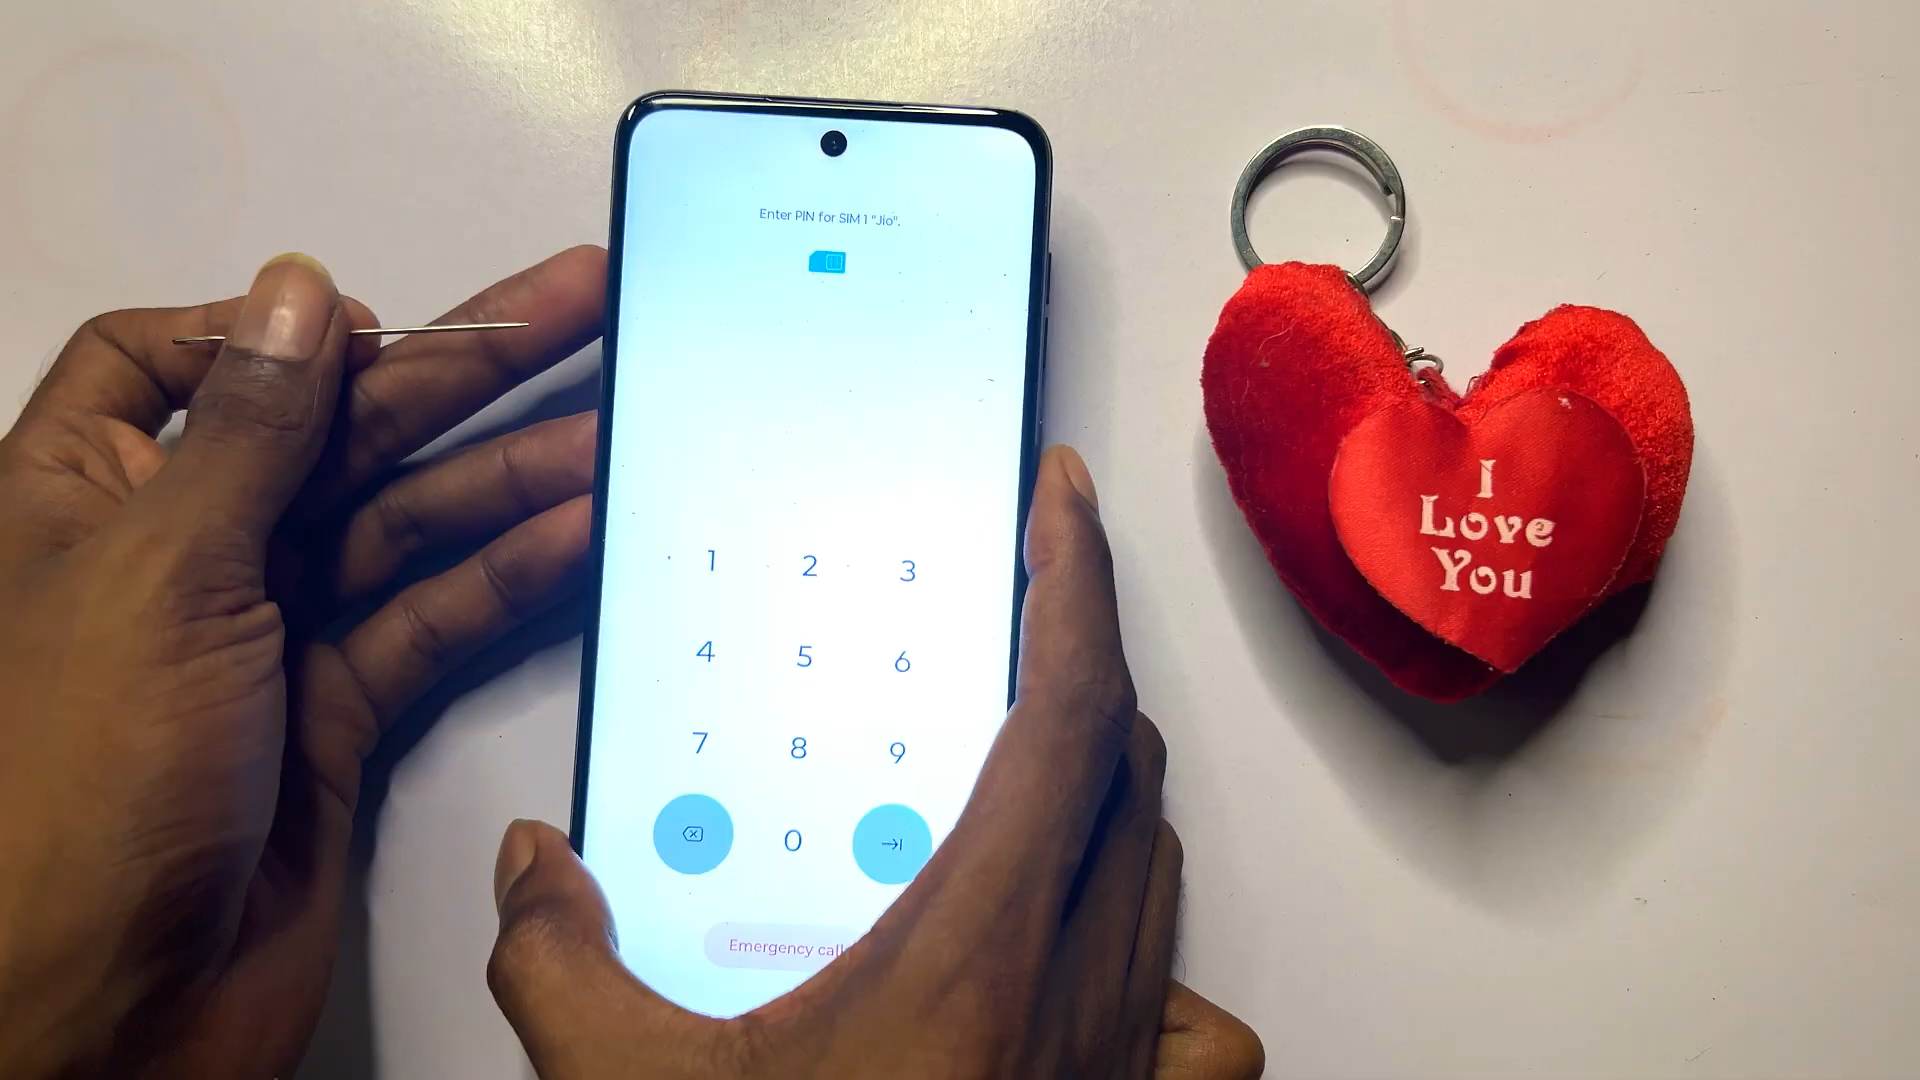 Enter PIN for SIM 1 "Jio".
1 2 3
4 5 6
7 8 9
0
Emergency call
I
Love
You